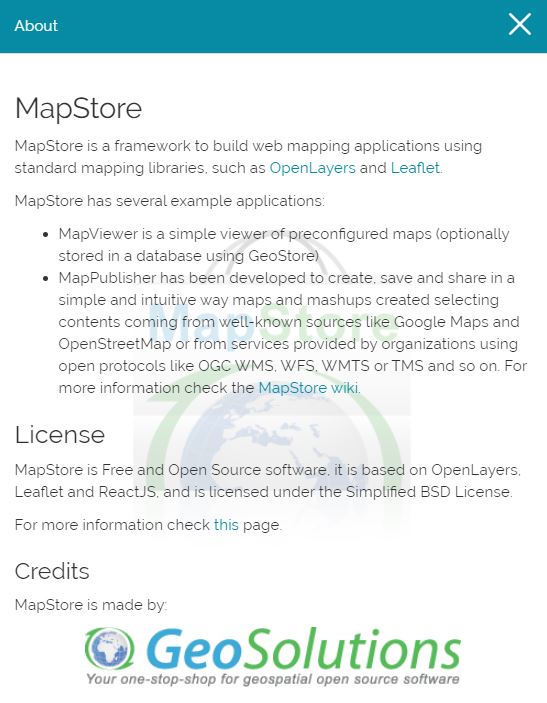 About
MapStore
MapStore is a framework to build web mapping applications using
standard mapping libraries, such as OpenLayers and Leaflet.
MapStore has several example applications:
• MapViewer is a simple viewer of preconfigured maps (optionally
stored in a database using GeoStore)
• MapPublisher has been developed to create, save and share in a
simple and intuitive way maps and mashups created selecting
contents coming from well-known sources like Google Maps and
OpenStreetMap or from services provided by organizations using
open protocols like OGC WMS, WFS, WMTS or TMS and so on. For
more information check the MapStore wiki.
MapStore
License
MapStore is Free and Open Source software, it is based on OpenLayers,
Leaflet and ReactJS, and is licensed under the Simplified BSD License.
For more information check this page.
Credits
MapStore is made by:
GeoSolutions
Your one-stop-shop for geospatial open source software